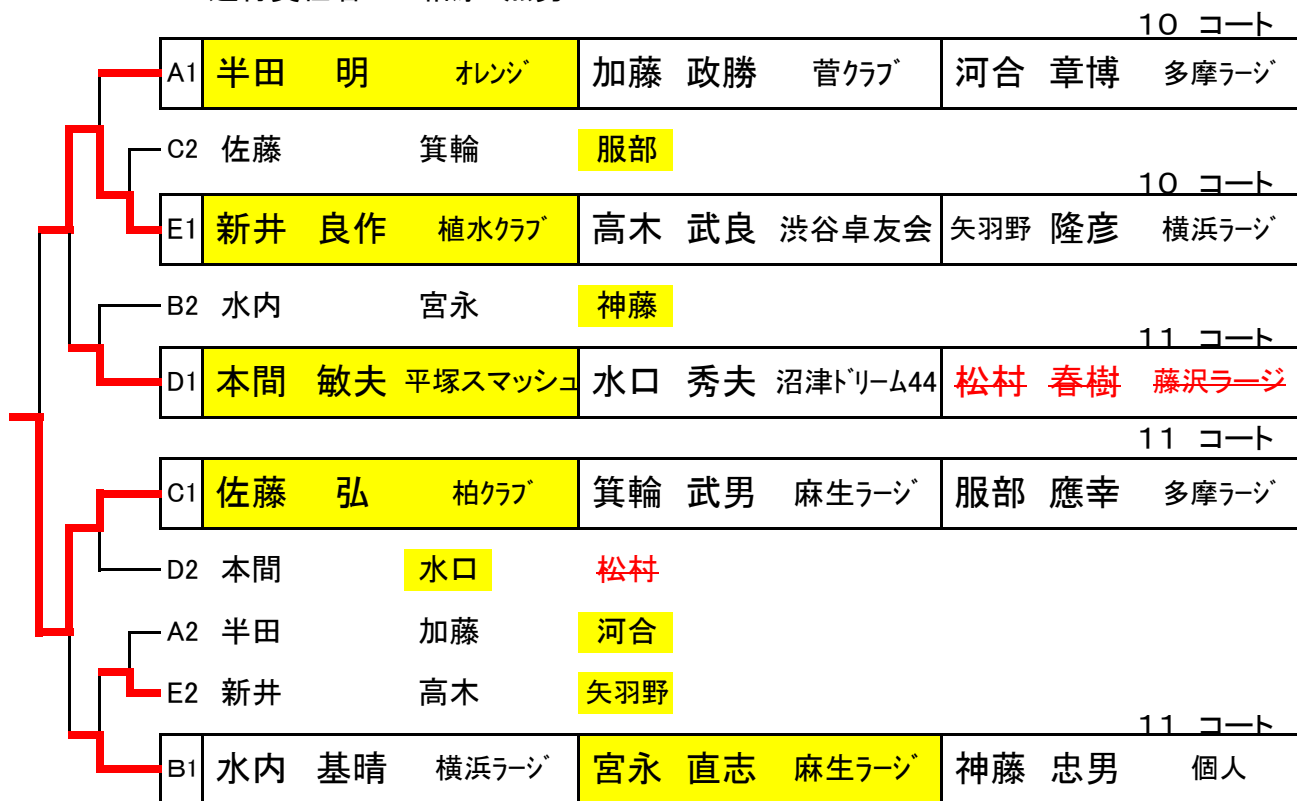 １０ コート
A1 半田 明 ｵﾚﾝｼﾞ 加藤 政勝 菅ｸﾗﾌﾞ 河合 章博 多摩ﾗｰｼﾞ
C2 佐藤 箕輪 服部
１０ コート
E1 新井 良作 植水ｸﾗﾌﾞ 高木 武良 渋谷卓友会 矢羽野 隆彦 横浜ﾗｰｼﾞ
B2 水内 宮永 神藤
１１ コート
D1 本間 敏夫 平塚スマッシュ 水口 秀夫 沼津ﾄﾞﾘｰﾑ44 松村 春樹 藤沢ラージ
１１ コート
C1 佐藤 弘 柏ｸﾗﾌﾞ 箕輪 武男 麻生ﾗｰｼﾞ 服部 應幸 多摩ﾗｰｼﾞ
D2 本間 水口 松村
A2 半田 加藤 河合
E2 新井 高木 矢羽野
１１ コート
B1 水内 基晴 横浜ﾗｰｼﾞ 宮永 直志 麻生ﾗｰｼﾞ 神藤 忠男 個人